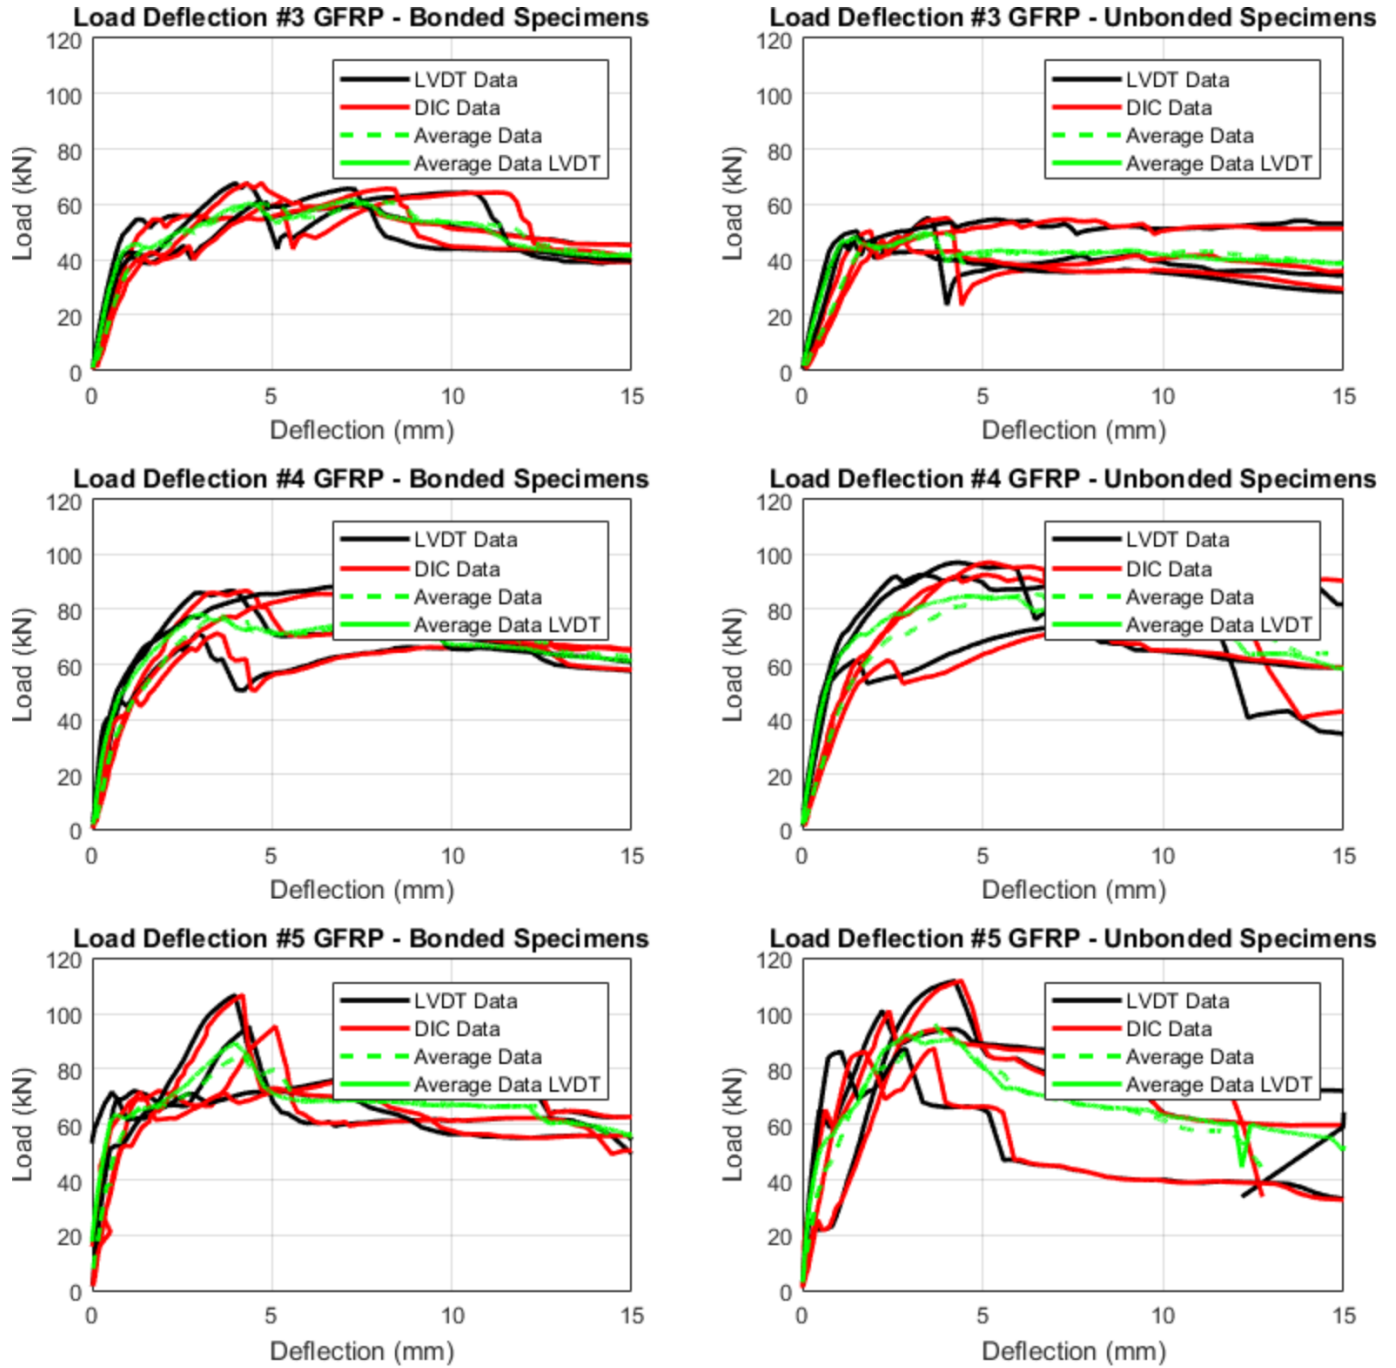 Load Deflection #3 GFRP - Bonded Specimens
120
100
80
60
40
20
0
Load (kN)
LVDT Data
DIC Data
Average Data
Average Data LVDT
0 5 10 15
Deflection (mm)
Load Deflection #3 GFRP - Unbonded Specimens
120
100
80
60
40
20
0
Load (kN)
LVDT Data
DIC Data
Average Data
Average Data LVDT
0 5 10 15
Deflection (mm)
Load Deflection #4 GFRP - Bonded Specimens
120
100
80
60
40
20
0
Load (kN)
LVDT Data
DIC Data
Average Data
Average Data LVDT
0 5 10 15
Deflection (mm)
Load Deflection #4 GFRP - Unbonded Specimens
120
100
80
60
40
20
0
Load (kN)
LVDT Data
DIC Data
Average Data
Average Data LVDT
0 5 10 15
Deflection (mm)
Load Deflection #5 GFRP - Bonded Specimens
120
100
80
60
40
20
0
Load (kN)
LVDT Data
DIC Data
Average Data
Average Data LVDT
0 5 10 15
Deflection (mm)
Load Deflection #5 GFRP - Unbonded Specimens
120
100
80
60
40
20
0
Load (kN)
LVDT Data
DIC Data
Average Data
Average Data LVDT
0 5 10 15
Deflection (mm)